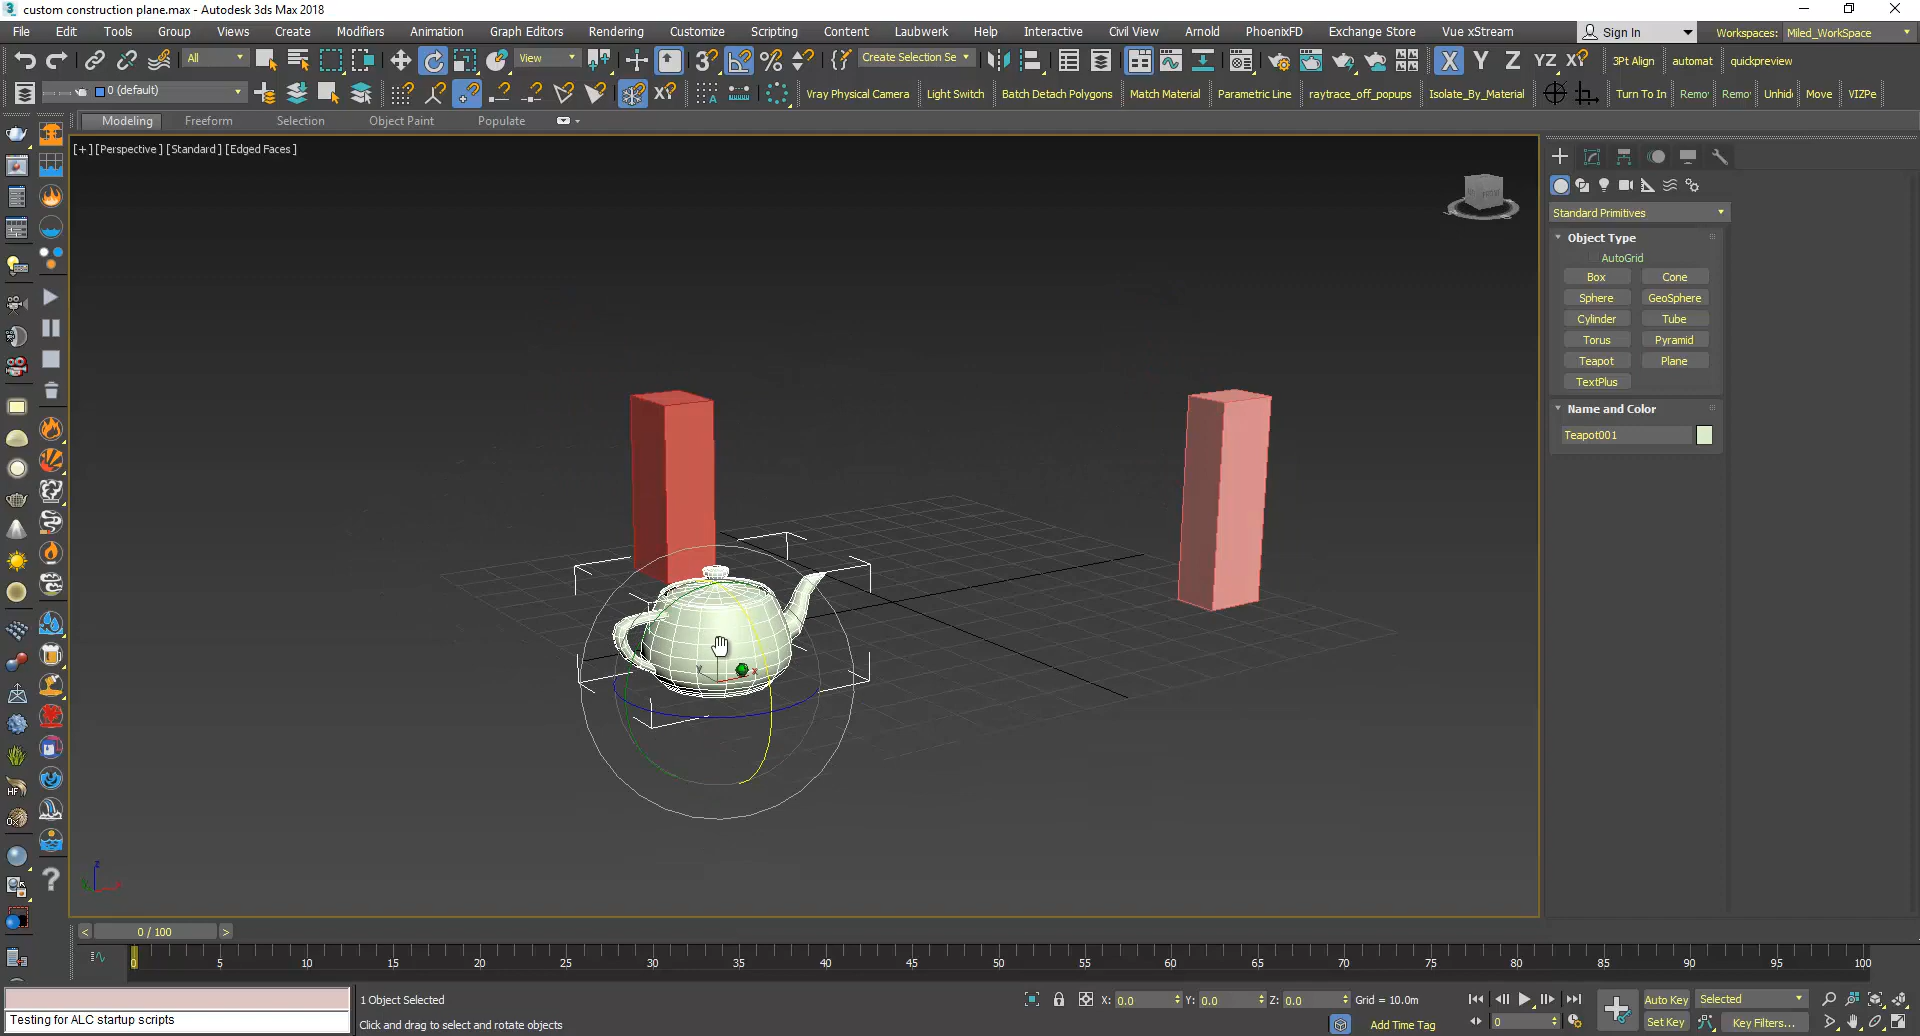 custom construction plane.max - Autodesk 3ds Max 2018
File Edit Tools Group Views Create Modifiers Animation Graph Editors Rendering Customize Scripting Content Laubwerk Help Interactive Civil View Arnold PhoenixFD Exchange Store Vue xStream Sign In Workspaces: Miled_WorkSpace
All View Create Selection Se X Y Z YZ 3Pt Align automat quickpreview
0 (default) Vray Physical Camera Light Switch Batch Detach Polygons Match Material Parametric Line raytrace_off_popups Isolate_By_Material Turn To In Remo Remo Unhid Move VIZPe
Modeling Freeform Selection Object Paint Populate
[+] [Perspective ] [Standard ] [Edged Faces ]
Standard Primitives
Object Type
AutoGrid
Box Cone
Sphere GeoSphere
Cylinder Tube
Torus Pyramid
Teapot Plane
TextPlus
Name and Color
Teapot001
< 0 / 100 >
0 5 10 15 20 25 30 35 40 45 50 55 60 65 70 75 80 85 90 95 100
1 Object Selected X: 0.0 Y: 0.0 Z: 0.0 Grid = 10.0m Auto Key Selected
Testing for ALC startup scripts Click and drag to select and rotate objects Add Time Tag 0 Set Key Key Filters...